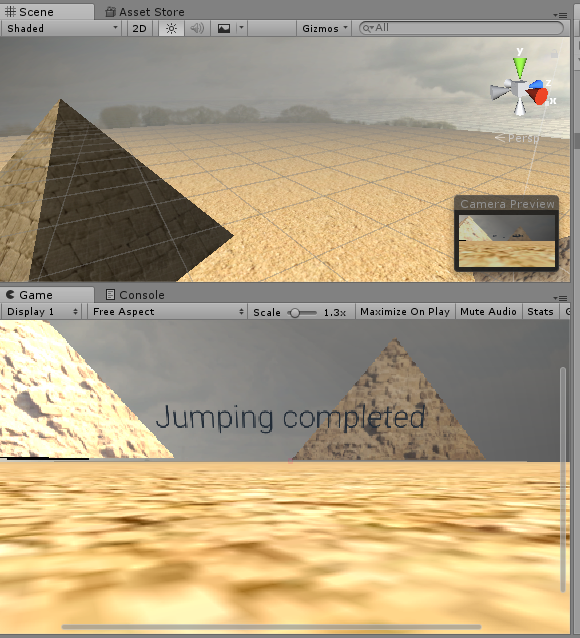 Scene Asset Store
Shaded 2D Gizmos All
y
z
x
Persp
Camera Preview
Game Console
Display 1 Free Aspect Scale 1.3x Maximize On Play Mute Audio Stats G
Jumping completed